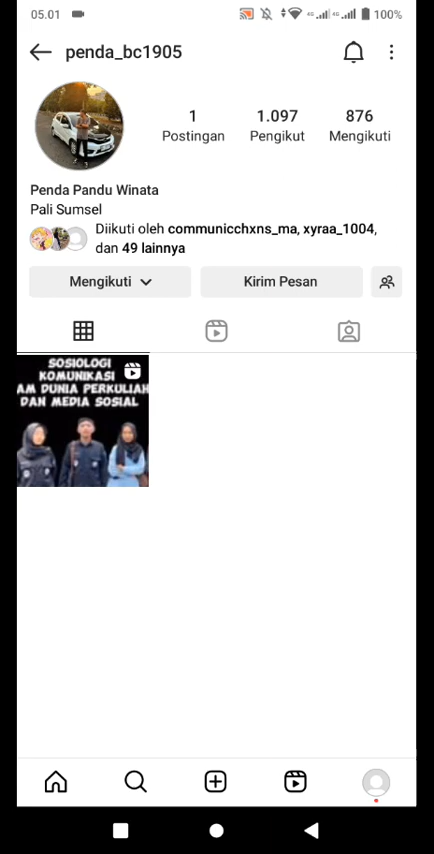 05.01 100%
penda_bc1905
1 1.097 876
Postingan Pengikut Mengikuti
Penda Pandu Winata
Pali Sumsel
Diikuti oleh communicchxns_ma, xyraa_1004,
dan 49 lainnya
Mengikuti Kirim Pesan
SOSIOLOGI
KOMUNIKASI
AM DUNIA PERKULIAH
DAN MEDIA SOSIAL